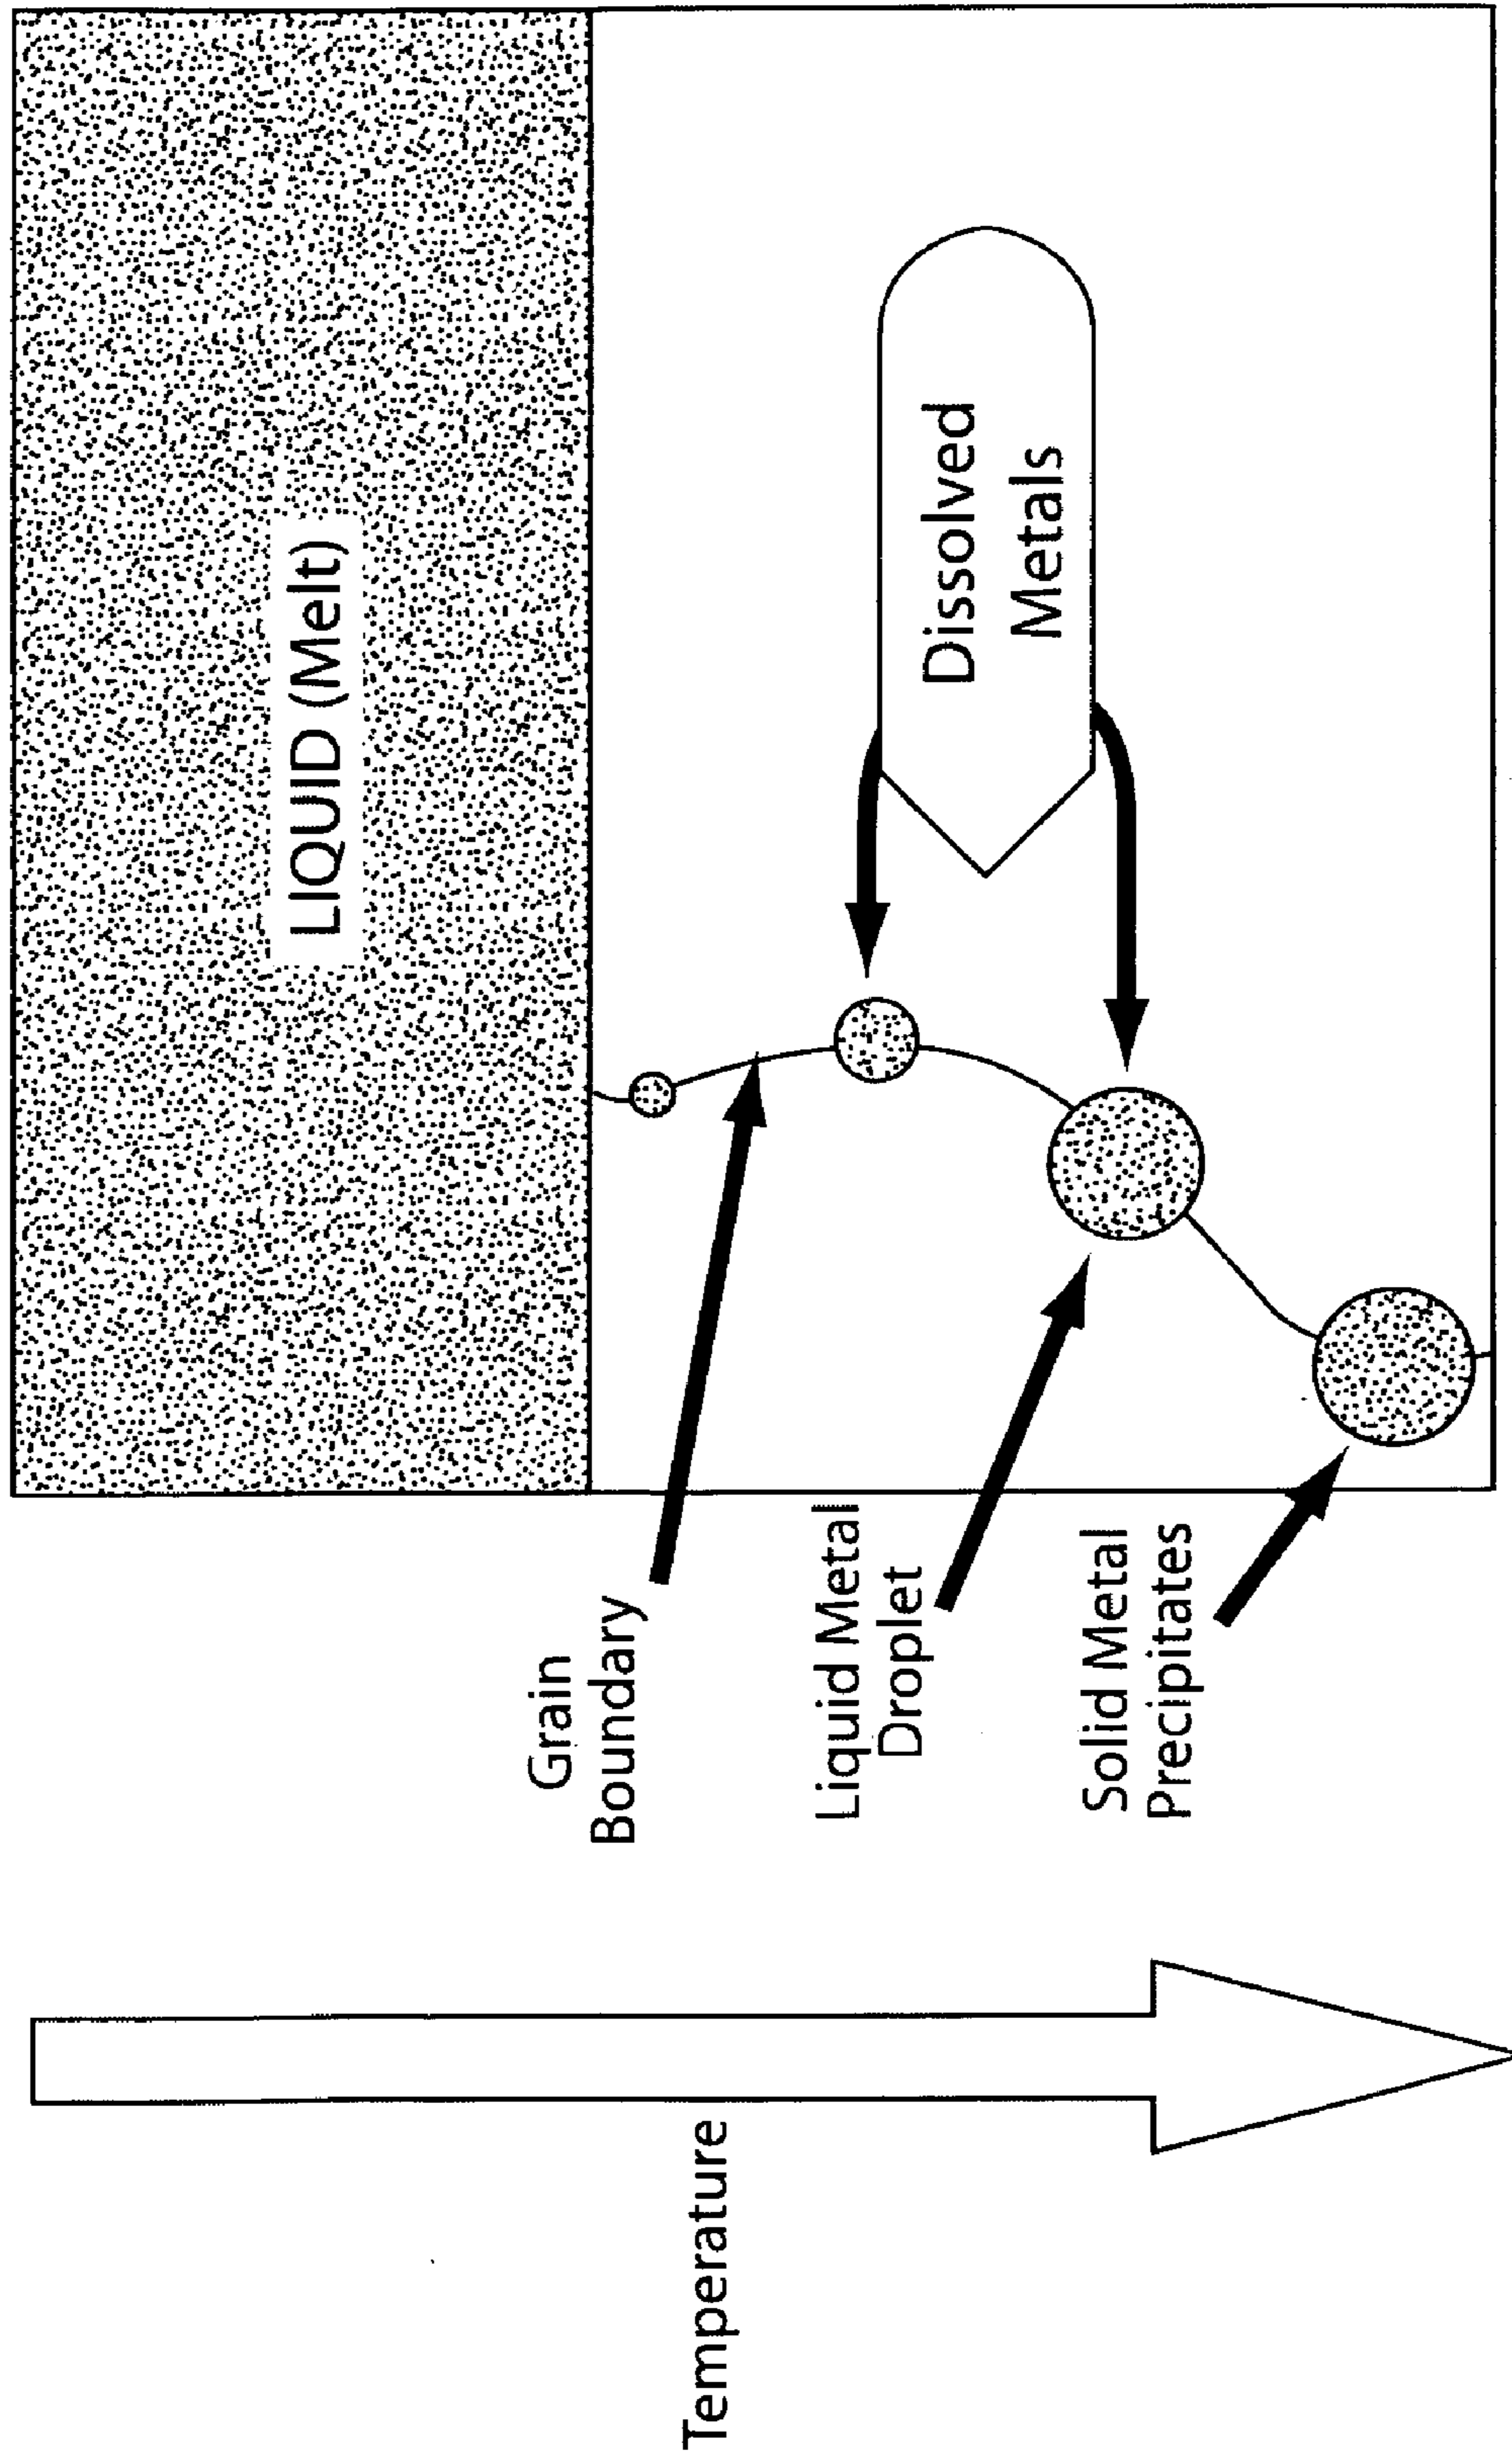 LIQUID (Melt)
Dissolved
Metals
Grain
Boundary
Liquid Metal
Droplet
Solid Metal
Precipitates
Temperature